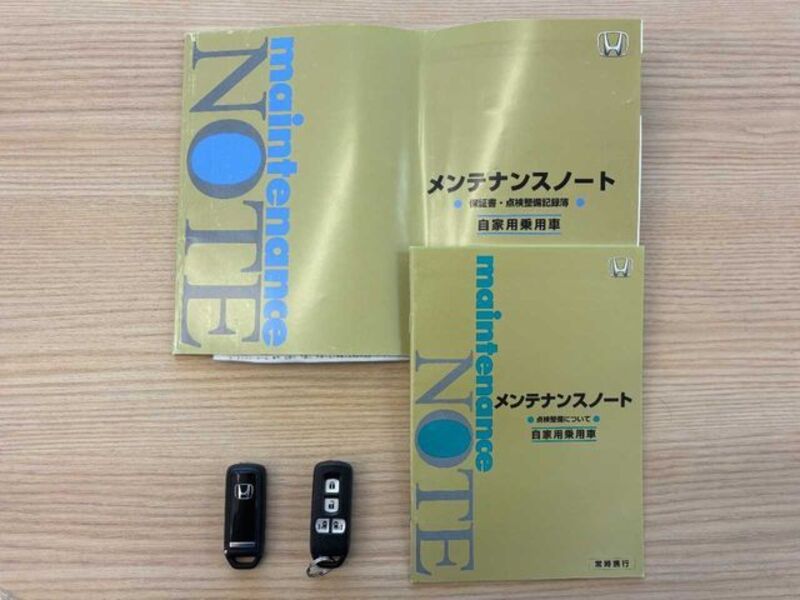 maintenance
NOTE
メンテナンスノート
保証書・点検整備記録簿
自家用乗用車
maintenance
NOTE
メンテナンスノート
点検整備について
自家用乗用車
常時携行